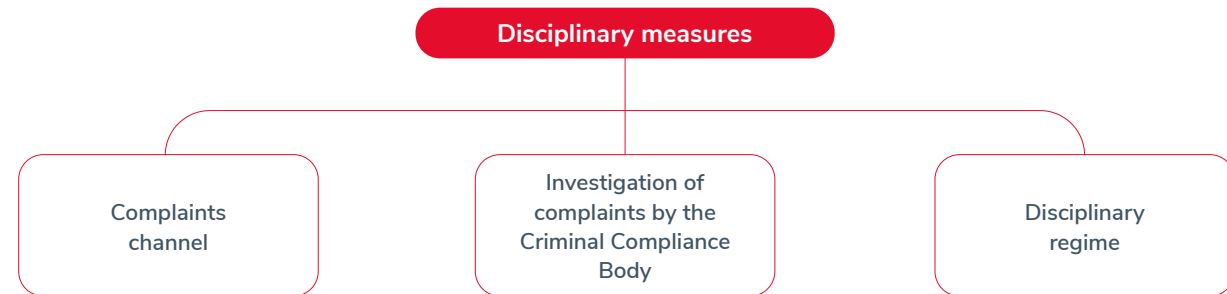 Disciplinary measures
Complaints
channel
Investigation of
complaints by the
Criminal Compliance
Body
Disciplinary
regime